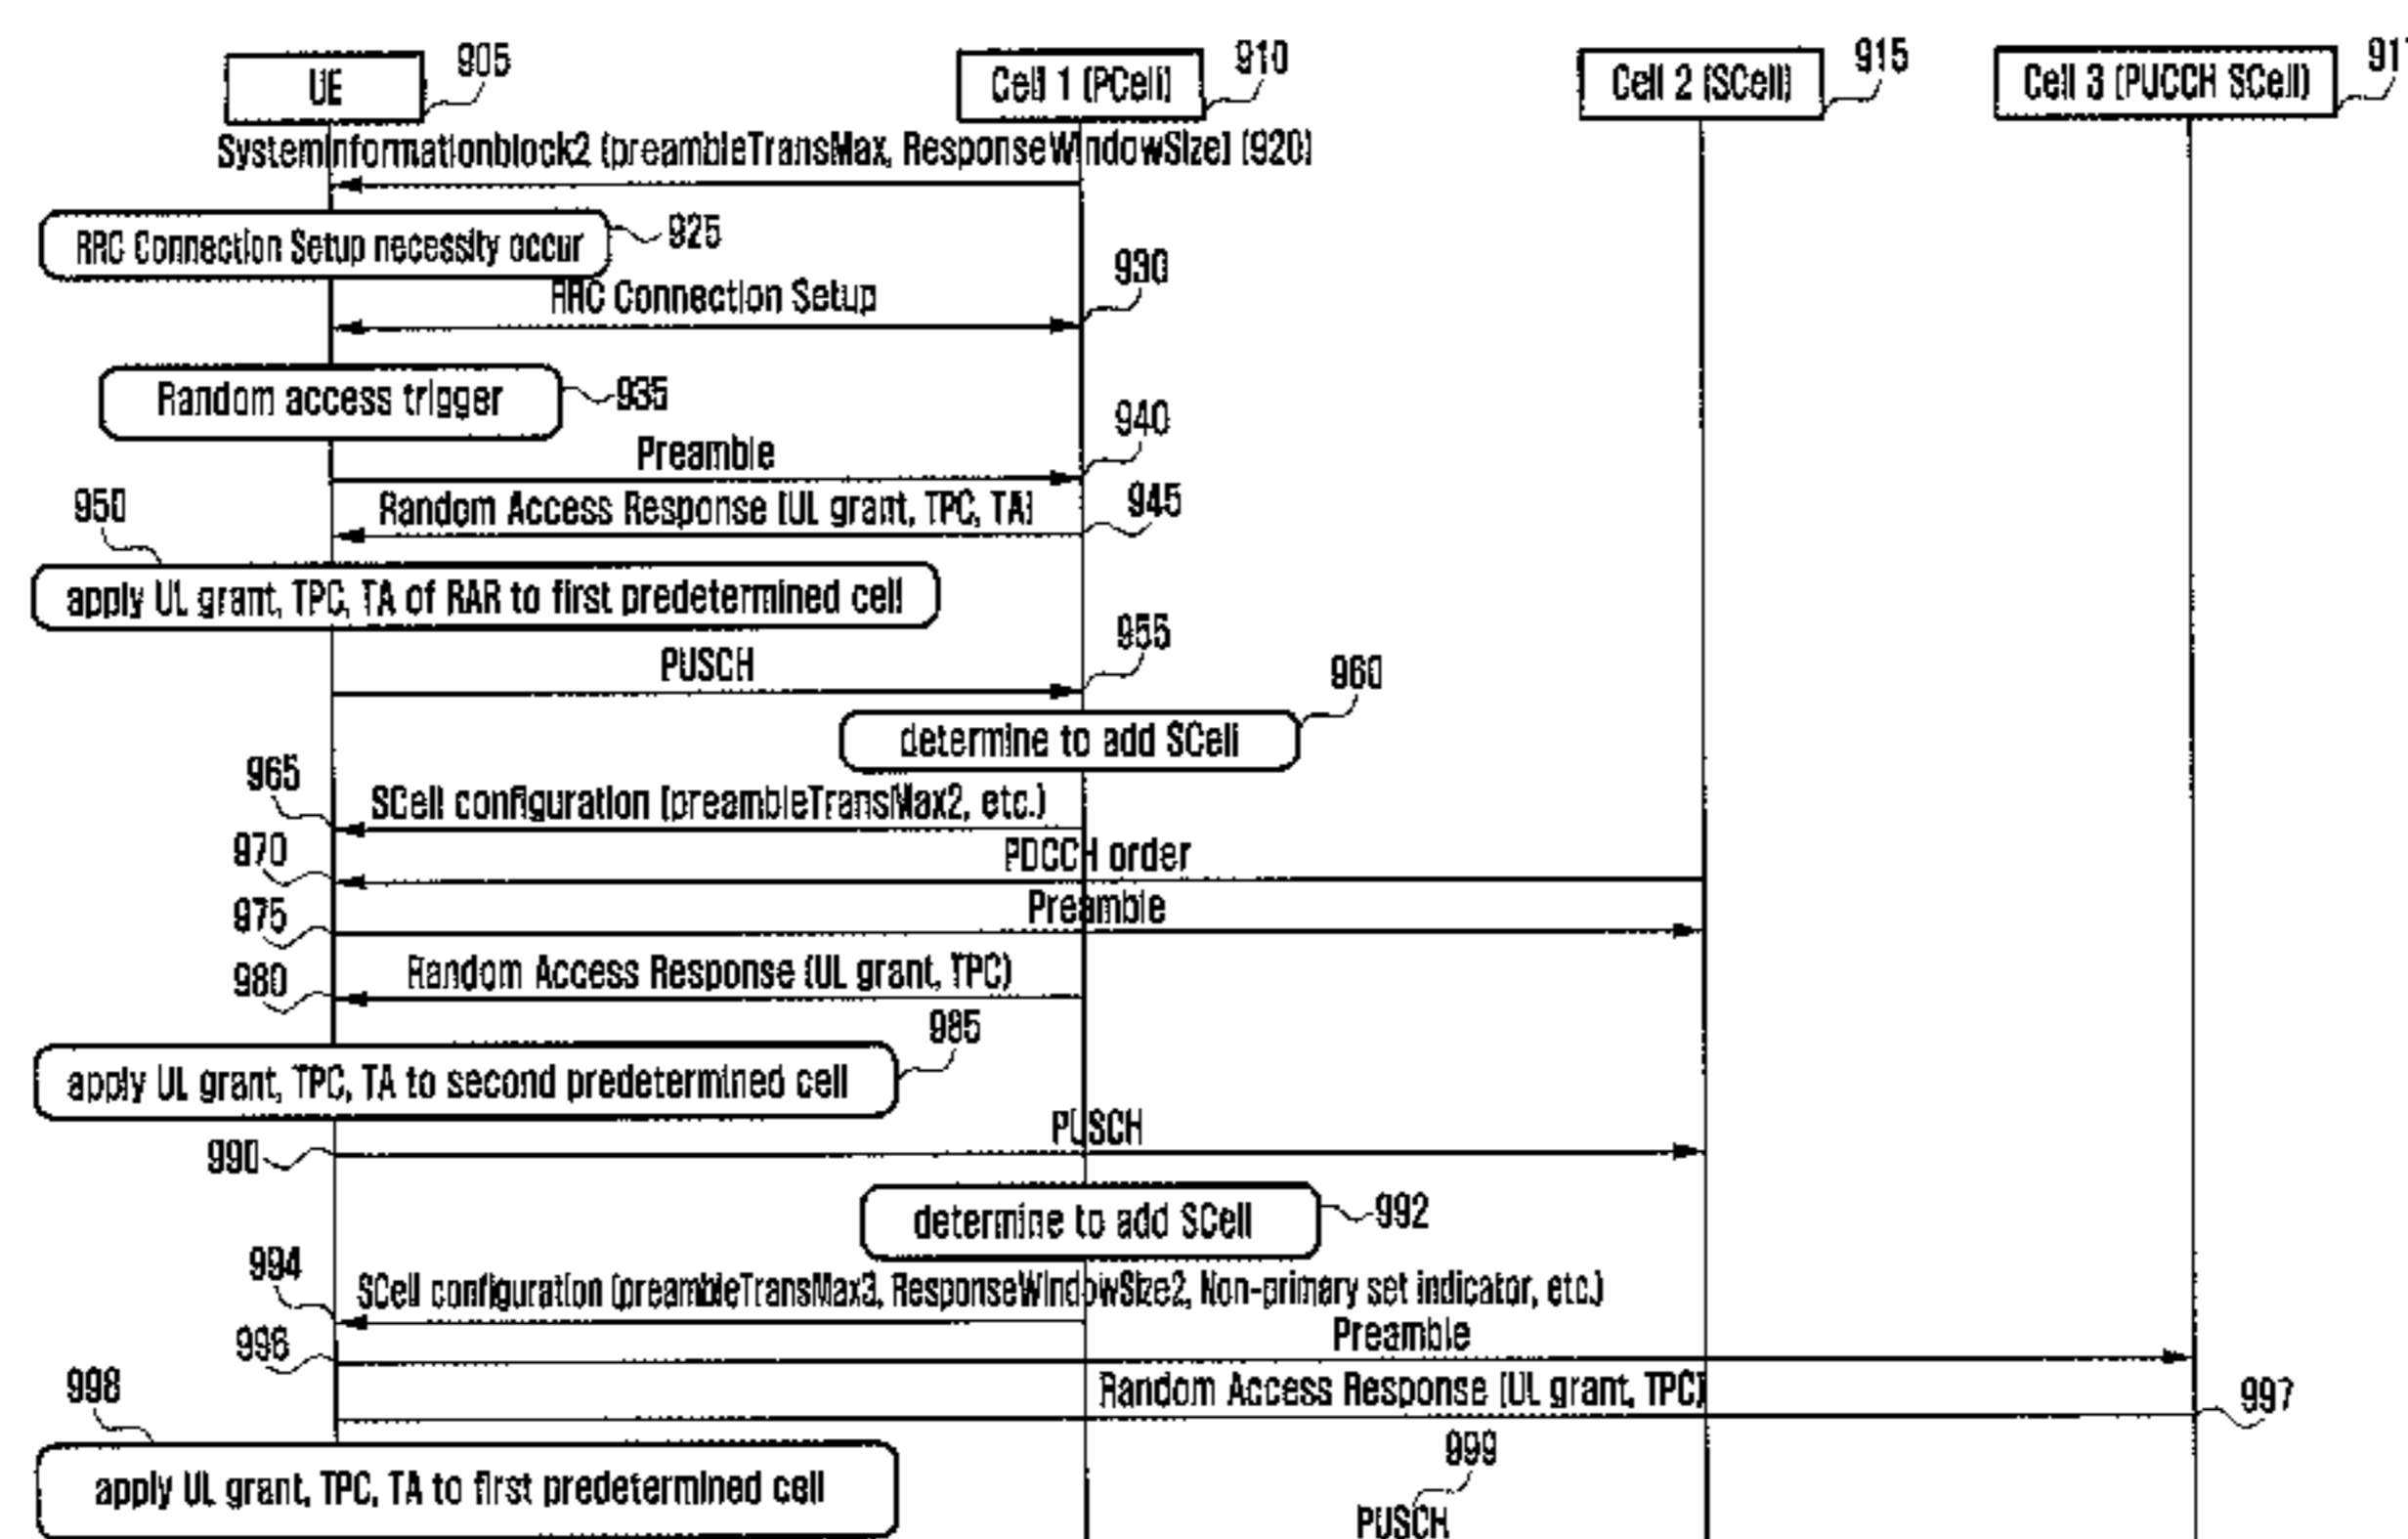 UE
905
Cell 1 (PCell)
910
Cell 2 (SCell)
915
Cell 3 (PUCCH SCell)
SystemInformationblock2 (preambleTransMax, ResponseWindowSize) (920)
RRC Connection Setup necessity occur
925
930
RRC Connection Setup
Random access trigger
935
940
Preamble
950
Random Access Response (UL grant, TPC, TA)
945
apply UL grant, TPC, TA of RAR to first predetermined cell
955
PUSCH
960
determine to add SCell
965
SCell configuration (preambleTransMax2, etc.)
970
PDCCH order
975
Preamble
980
Random Access Response (UL grant, TPC)
985
apply UL grant, TPC, TA to second predetermined cell
PUSCH
990
determine to add SCell
992
994
SCell configuration (preambleTransMax3, ResponseWindowSize2, Non-primary set indicator, etc.)
996
Preamble
998
Random Access Response (UL grant, TPC)
997
999
apply UL grant, TPC, TA to first predetermined cell
PUSCH